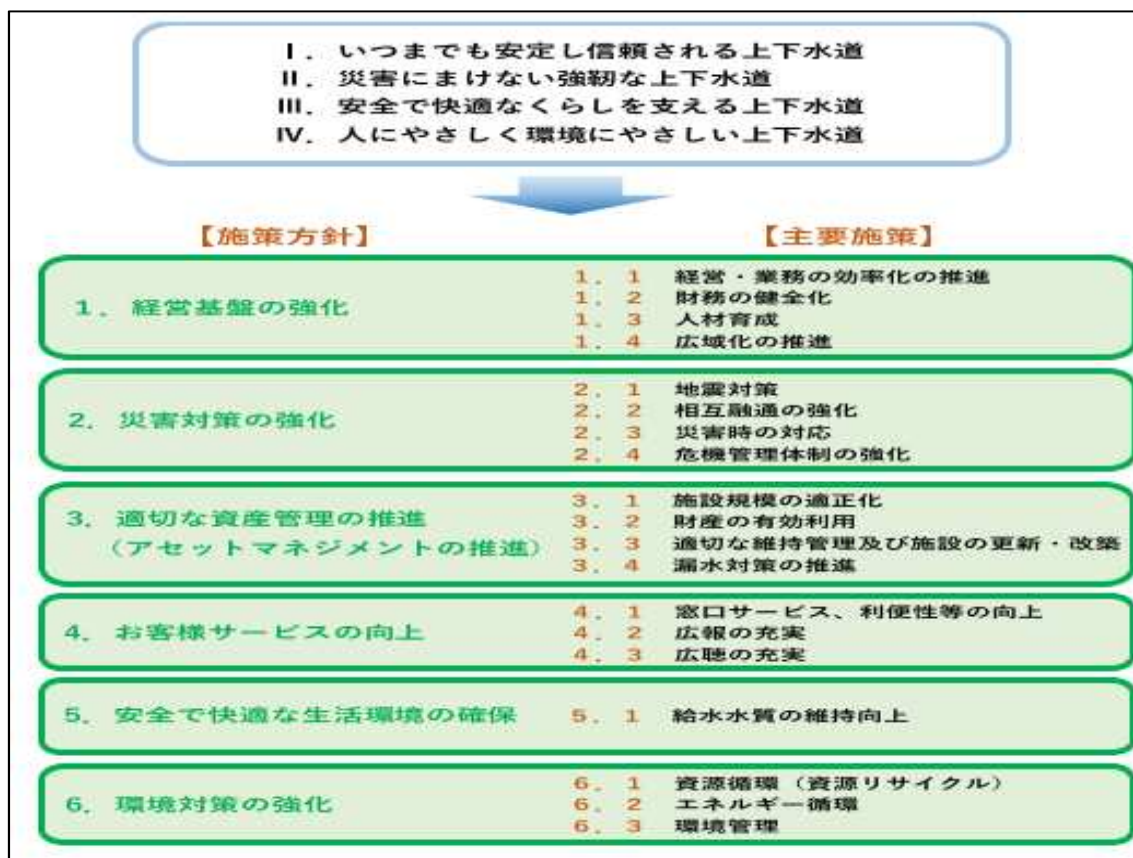 Ⅰ．いつまでも安定し信頼される上下水道
Ⅱ．災害にまけない強靭な上下水道
Ⅲ．安全で快適なくらしを支える上下水道
Ⅳ．人にやさしく環境にやさしい上下水道
【施策方針】
【主要施策】
1．経営基盤の強化
1．1 経営・業務の効率化の推進
1．2 財務の健全化
1．3 人材育成
1．4 広域化の推進
2．災害対策の強化
2．1 地震対策
2．2 相互融通の強化
2．3 災害時の対応
2．4 危機管理体制の強化
3．適切な資産管理の推進
（アセットマネジメントの推進）
3．1 施設規模の適正化
3．2 財産の有効利用
3．3 適切な維持管理及び施設の更新・改築
3．4 漏水対策の推進
4．お客様サービスの向上
4．1 窓口サービス、利便性等の向上
4．2 広報の充実
4．3 広聴の充実
5．安全で快適な生活環境の確保
5．1 給水水質の維持向上
6．環境対策の強化
6．1 資源循環（資源リサイクル）
6．2 エネルギー循環
6．3 環境管理